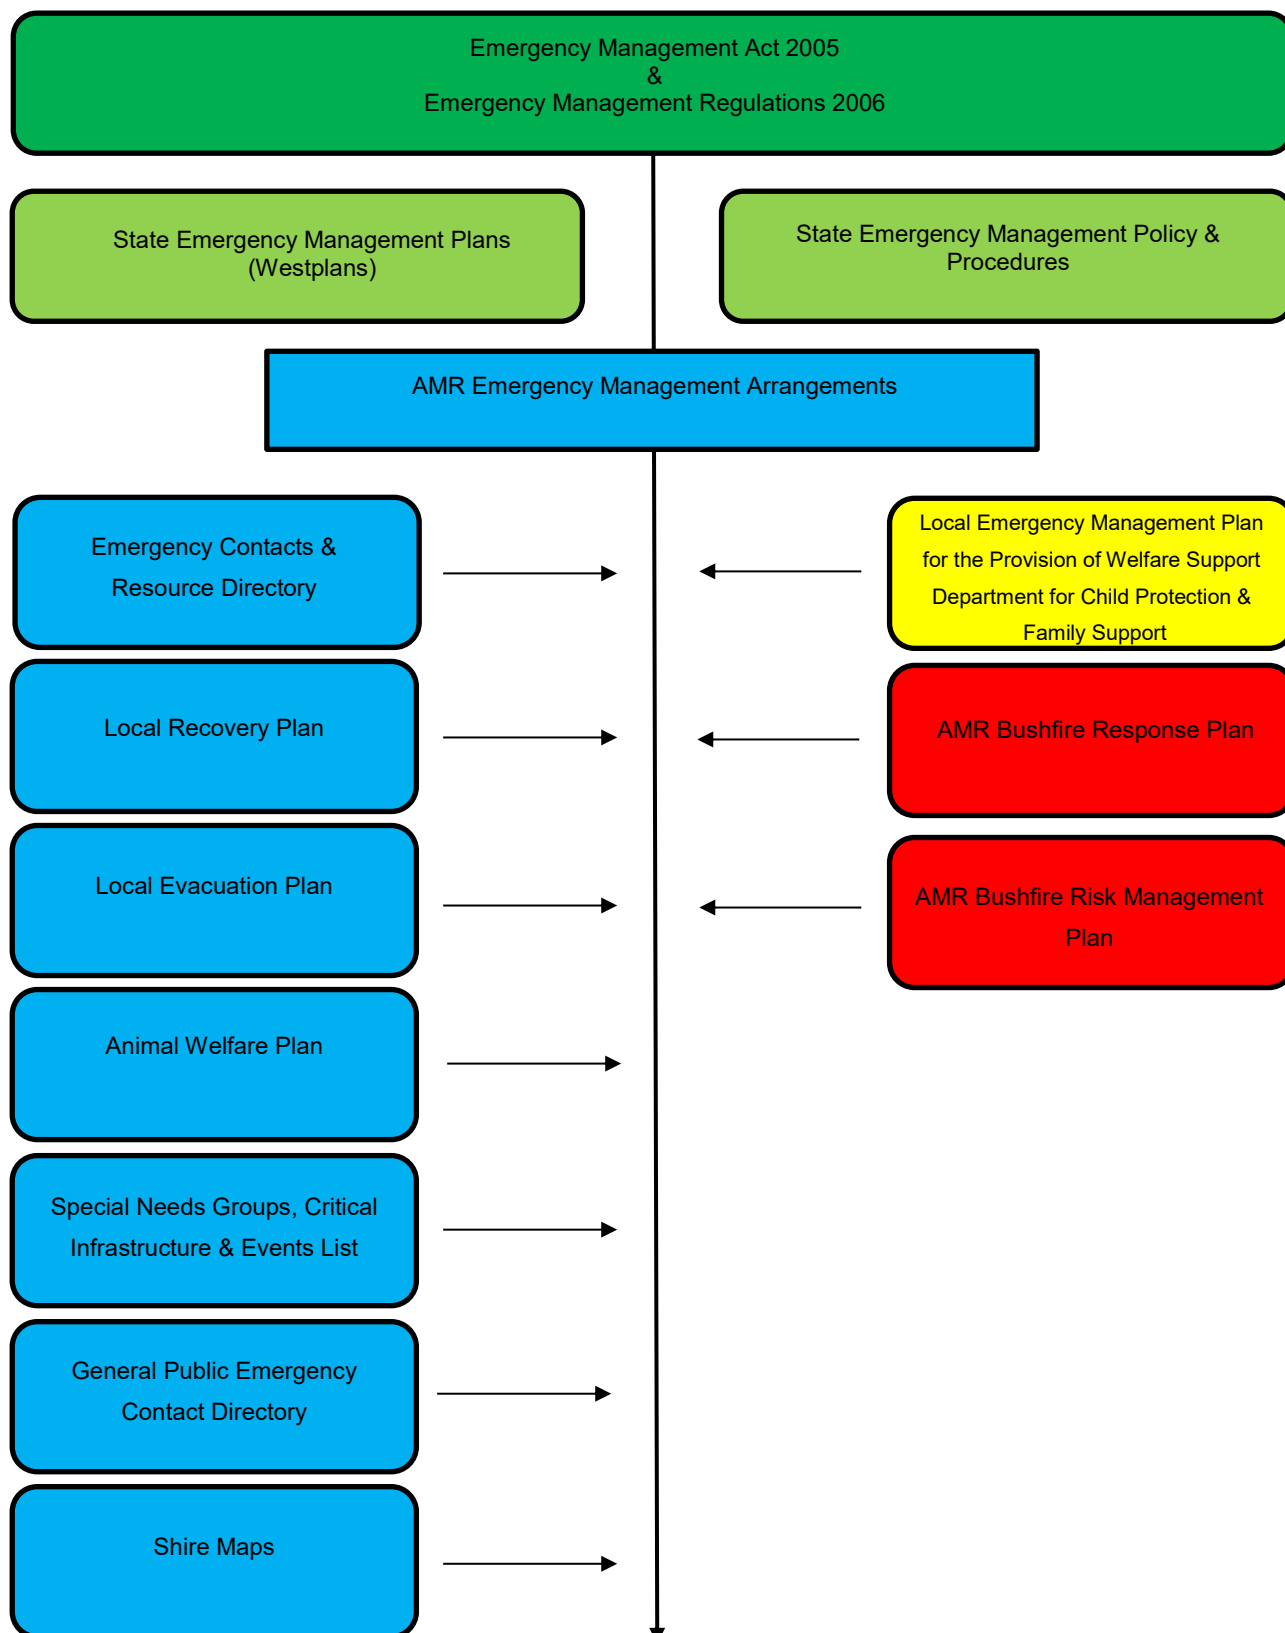 Emergency Management Act 2005
&
Emergency Management Regulations 2006
State Emergency Management Plans
(Westplans)
State Emergency Management Policy &
Procedures
AMR Emergency Management Arrangements
Emergency Contacts &
Resource Directory
Local Emergency Management Plan
for the Provision of Welfare Support
Department for Child Protection &
Family Support
Local Recovery Plan
AMR Bushfire Response Plan
Local Evacuation Plan
AMR Bushfire Risk Management
Plan
Animal Welfare Plan
Special Needs Groups, Critical
Infrastructure & Events List
General Public Emergency
Contact Directory
Shire Maps